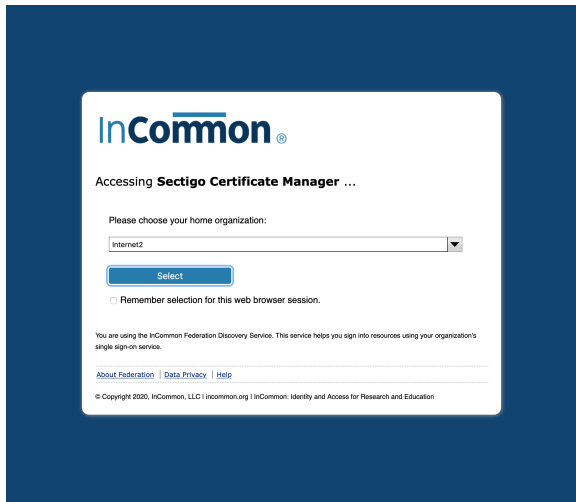 InCommon ®
Accessing Sectigo Certificate Manager ...
Please choose your home organization:
Internet2
Select
Remember selection for this web browser session.
You are using the InCommon Federation Discovery Service. This service helps you sign into resources using your organization's
single sign-on service.
About Federation | Data Privacy | Help
© Copyright 2020, InCommon, LLC | incommon.org | InCommon: Identity and Access for Research and Education